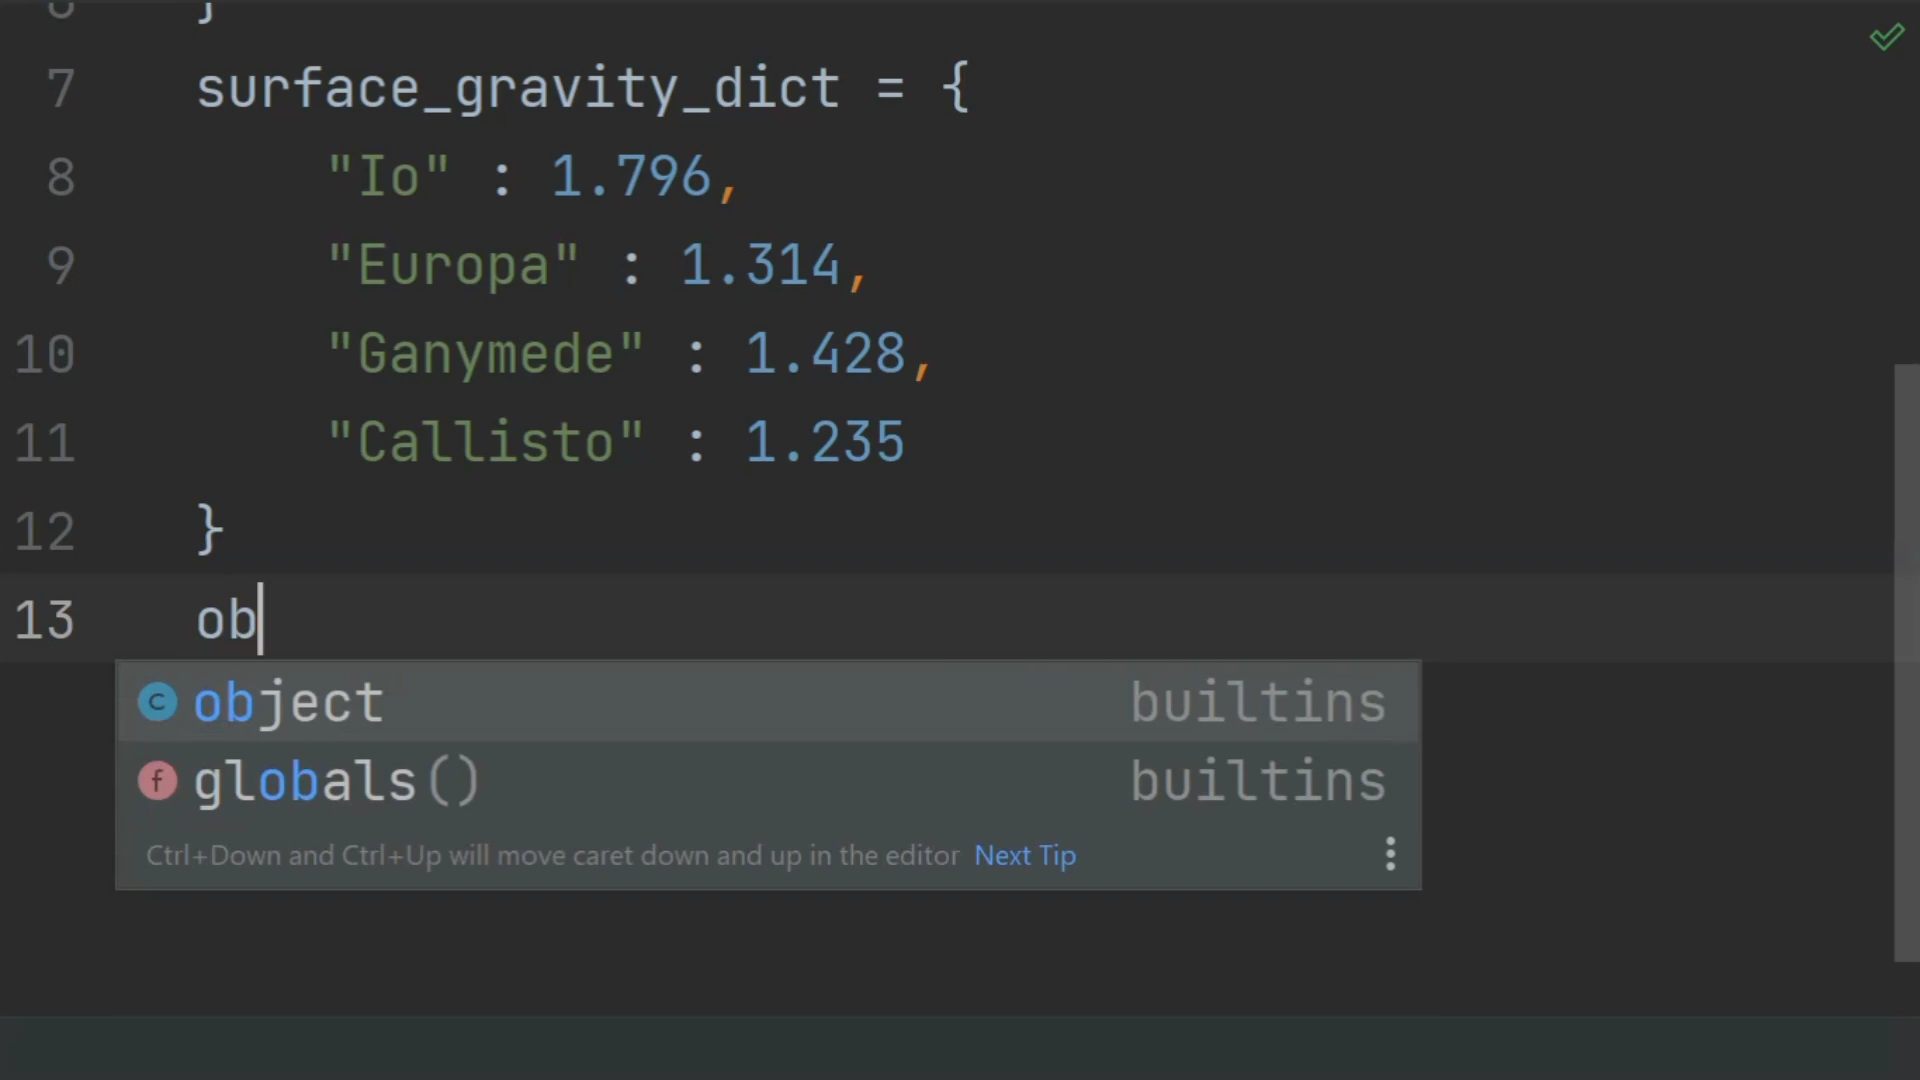 6 }
7 surface_gravity_dict = {
8 "Io" : 1.796,
9 "Europa" : 1.314,
10 "Ganymede" : 1.428,
11 "Callisto" : 1.235
12 }
13 ob
c object builtins
f globals() builtins
Ctrl+Down and Ctrl+Up will move caret down and up in the editor Next Tip